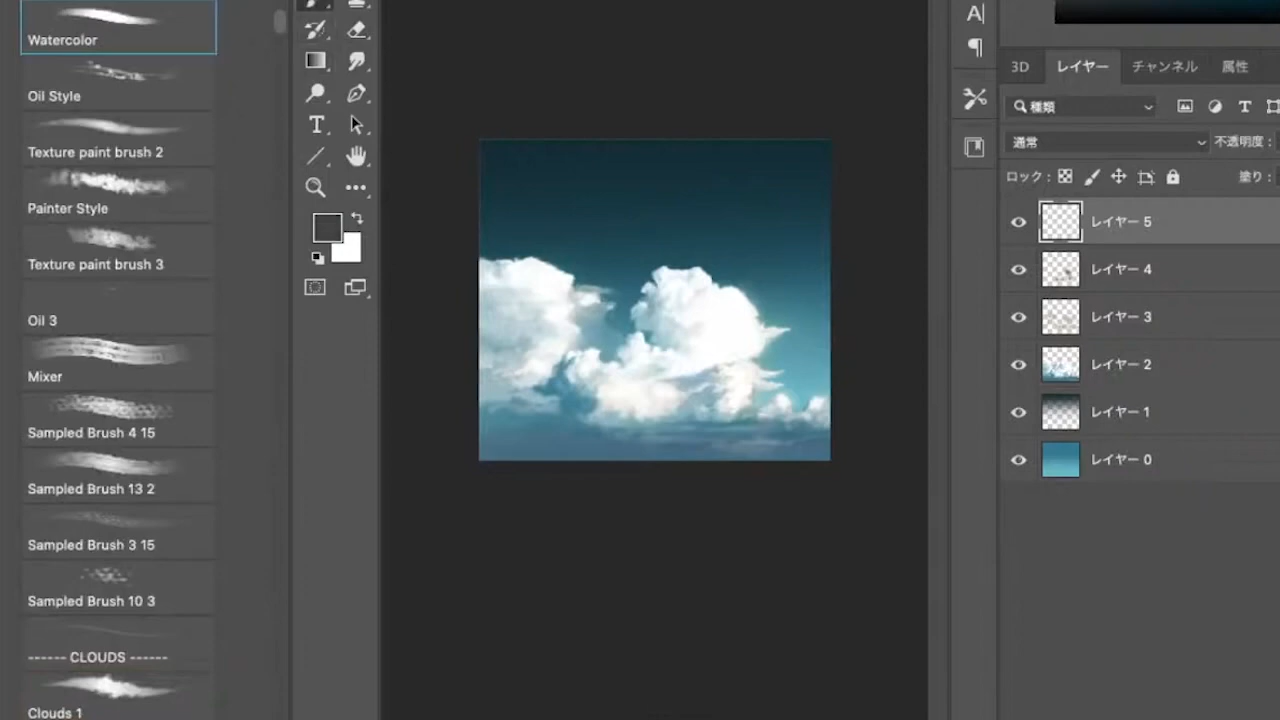 Watercolor
Oil Style
Texture paint brush 2
Painter Style
Texture paint brush 3
Oil 3
Mixer
Sampled Brush 4 15
Sampled Brush 13 2
Sampled Brush 3 15
Sampled Brush 10 3
------ CLOUDS ------
Clouds 1
3D レイヤー チャンネル 属性
種類
通常 不透明度 :
ロック : 塗り :
レイヤー 5
レイヤー 4
レイヤー 3
レイヤー 2
レイヤー 1
レイヤー 0